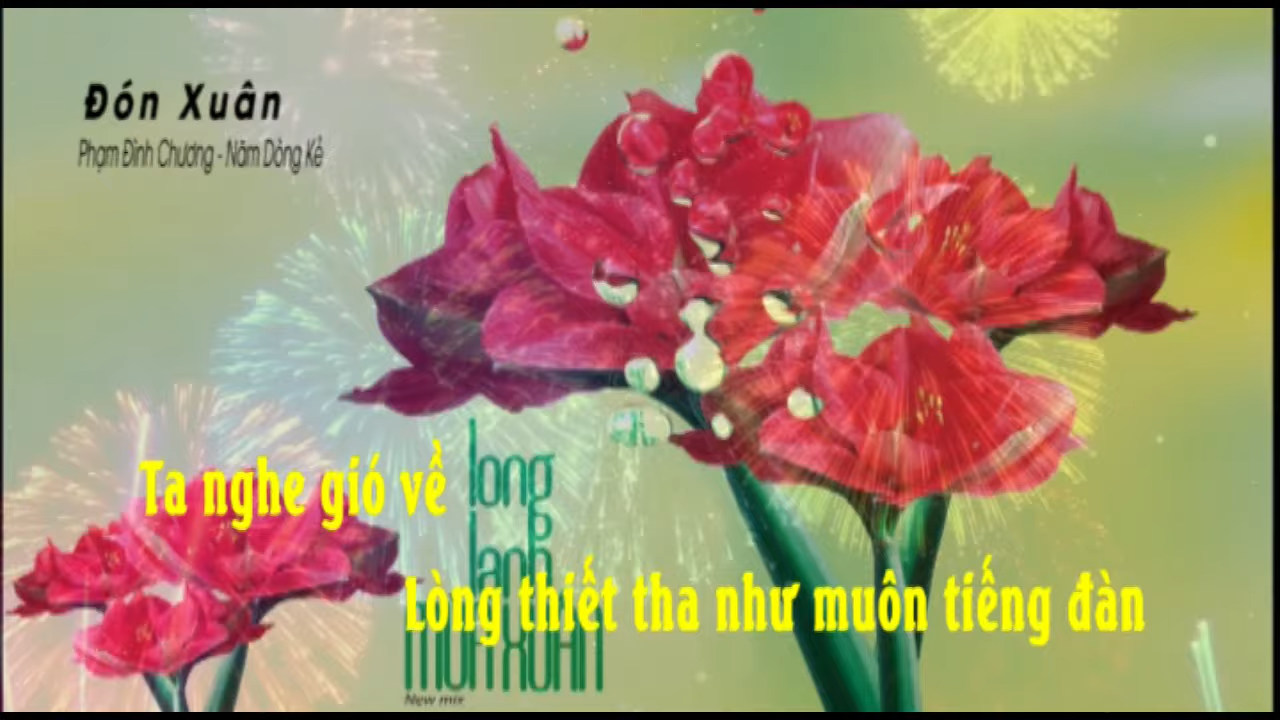 Đón Xuân
Phạm Đình Chương - Năm Dòng Kẻ
Ta nghe gió về
long
lanh
Lòng thiết tha như muôn tiếng đàn
mùa xuân
New mix